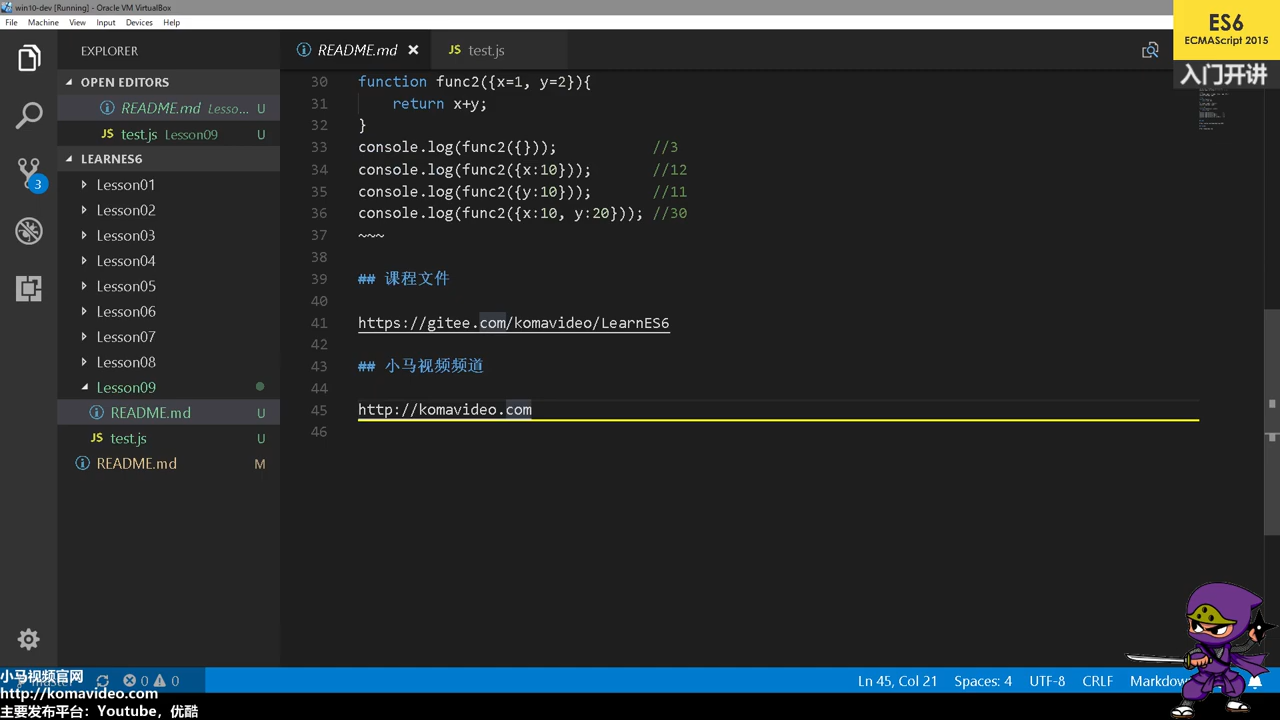 win10-dev [Running] - Oracle VM VirtualBox
File Machine View Input Devices Help
ES6
ECMAScript 2015
入门开讲
EXPLORER
README.md
JS test.js
OPEN EDITORS
README.md Lesso... U
JS test.js Lesson09 U
LEARNES6
Lesson01
Lesson02
Lesson03
Lesson04
Lesson05
Lesson06
Lesson07
Lesson08
Lesson09
README.md U
JS test.js U
README.md M
3
30 function func2({x=1, y=2}){
31 return x+y;
32 }
33 console.log(func2({})); //3
34 console.log(func2({x:10})); //12
35 console.log(func2({y:10})); //11
36 console.log(func2({x:10, y:20})); //30
37 ~~~
38
39 ## 课程文件
40
41 https://gitee.com/komavideo/LearnES6
42
43 ## 小马视频频道
44
45 http://komavideo.com
46
0 0
Ln 45, Col 21 Spaces: 4 UTF-8 CRLF
小马视频官网
http://komavideo.com
主要发布平台：Youtube，优酷